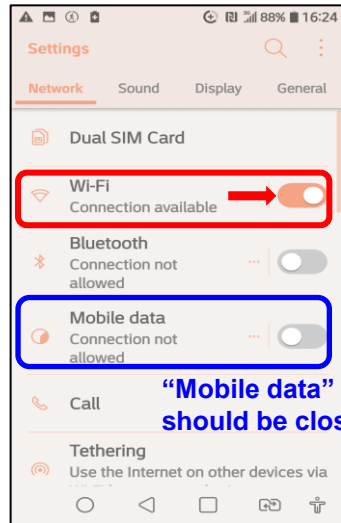 88% 16:24
Settings
Network Sound Display General
Dual SIM Card
Wi-Fi
Connection available
Bluetooth
Connection not
allowed
Mobile data
Connection not
allowed
“Mobile data”
should be clos
Call
Tethering
Use the Internet on other devices via